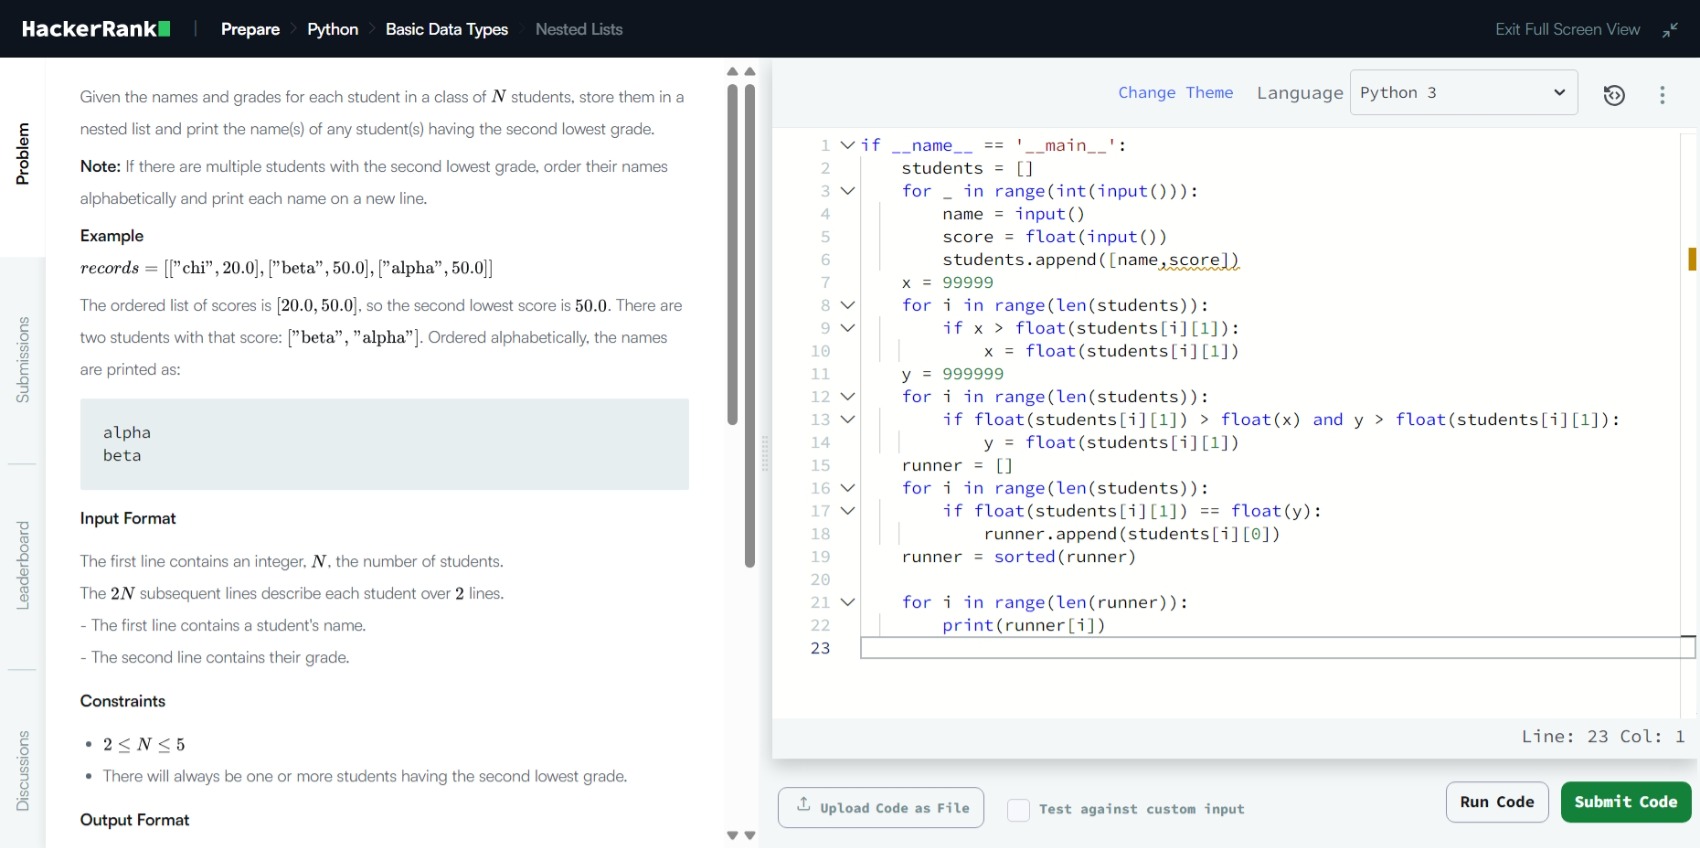 HackerRank | Prepare > Python > Basic Data Types > Nested Lists Exit Full Screen View
Problem
Submissions
Leaderboard
Discussions
Given the names and grades for each student in a class of N students, store them in a
nested list and print the name(s) of any student(s) having the second lowest grade.
Note: If there are multiple students with the second lowest grade, order their names
alphabetically and print each name on a new line.
Example
records = [["chi", 20.0], ["beta", 50.0], ["alpha", 50.0]]
The ordered list of scores is [20.0, 50.0], so the second lowest score is 50.0. There are
two students with that score: ["beta", "alpha"]. Ordered alphabetically, the names
are printed as:
alpha
beta
Input Format
The first line contains an integer, N, the number of students.
The 2N subsequent lines describe each student over 2 lines.
- The first line contains a student's name.
- The second line contains their grade.
Constraints
• 2 ≤ N ≤ 5
• There will always be one or more students having the second lowest grade.
Output Format
Change Theme Language Python 3
1 if __name__ == '__main__':
2     students = []
3     for _ in range(int(input())):
4         name = input()
5         score = float(input())
6         students.append([name,score])
7     x = 99999
8     for i in range(len(students)):
9         if x > float(students[i][1]):
10             x = float(students[i][1])
11     y = 999999
12     for i in range(len(students)):
13         if float(students[i][1]) > float(x) and y > float(students[i][1]):
14             y = float(students[i][1])
15     runner = []
16     for i in range(len(students)):
17         if float(students[i][1]) == float(y):
18             runner.append(students[i][0])
19     runner = sorted(runner)
20
21     for i in range(len(runner)):
22         print(runner[i])
23
Line: 23 Col: 1
Upload Code as File Test against custom input Run Code Submit Code